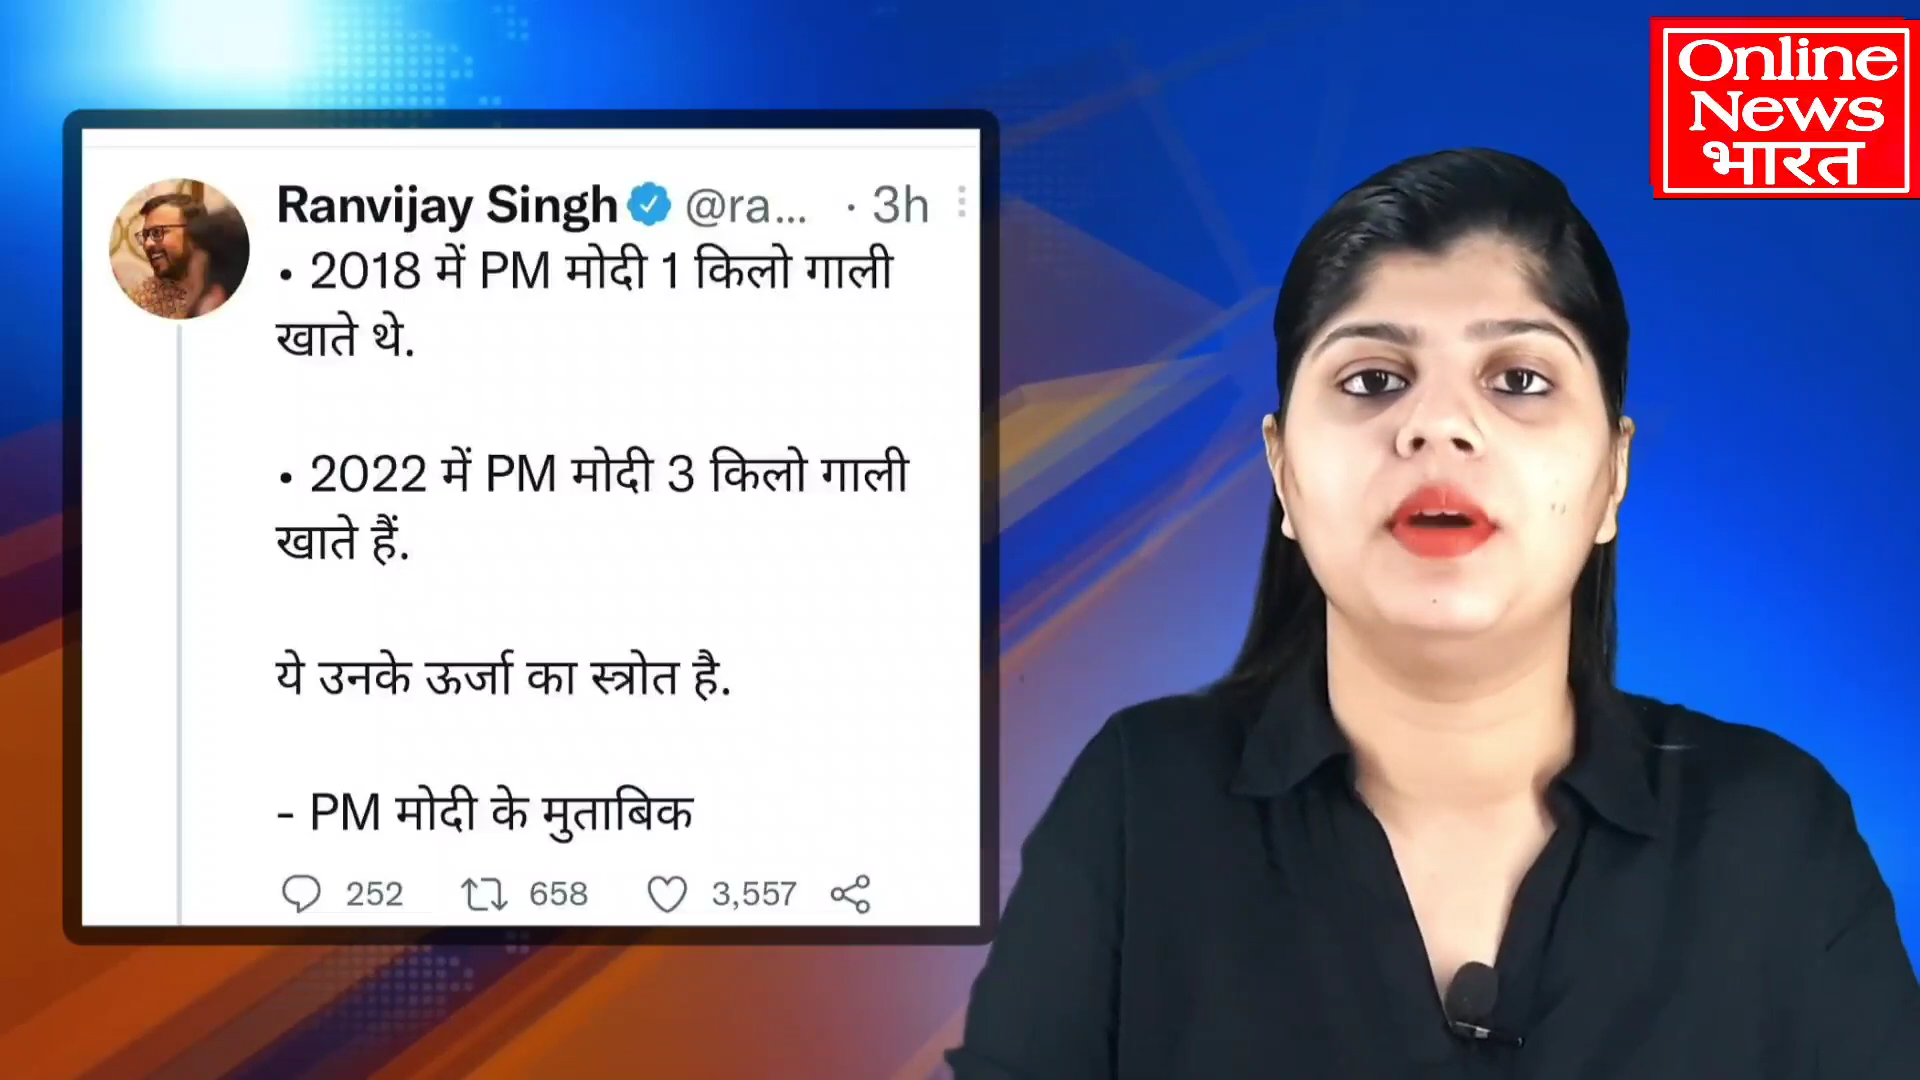 Online
News
भारत
Ranvijay Singh @ra... · 3h
• 2018 में PM मोदी 1 किलो गाली
खाते थे.
• 2022 में PM मोदी 3 किलो गाली
खाते हैं.
ये उनके ऊर्जा का स्त्रोत है.
- PM मोदी के मुताबिक
252 658 3,557